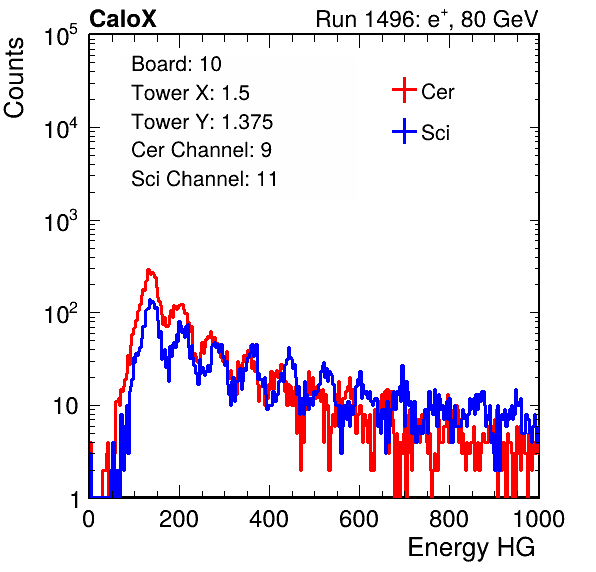 CaloX Run 1496: e⁺, 80 GeV
Counts
10⁵
10⁴
10³
10²
10
1
Board: 10
Tower X: 1.5
Tower Y: 1.375
Cer Channel: 9
Sci Channel: 11
Cer
Sci
0 200 400 600 800 1000
Energy HG